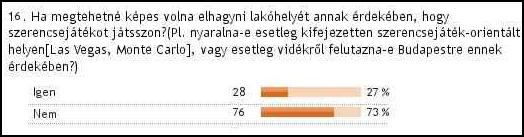 16. Ha megtehetné képes volna elhagyni lakóhelyét annak érdekében, hogy
szerencsejátékot játsszon?(Pl. nyaralna-e esetleg kifejezetten szerencsejáték-orientált
helyen[Las Vegas, Monte Carlo], vagy esetleg vidékről felutazna-e Budapestre ennek
érdekében?)
Igen 28 27 %
Nem 76 73 %